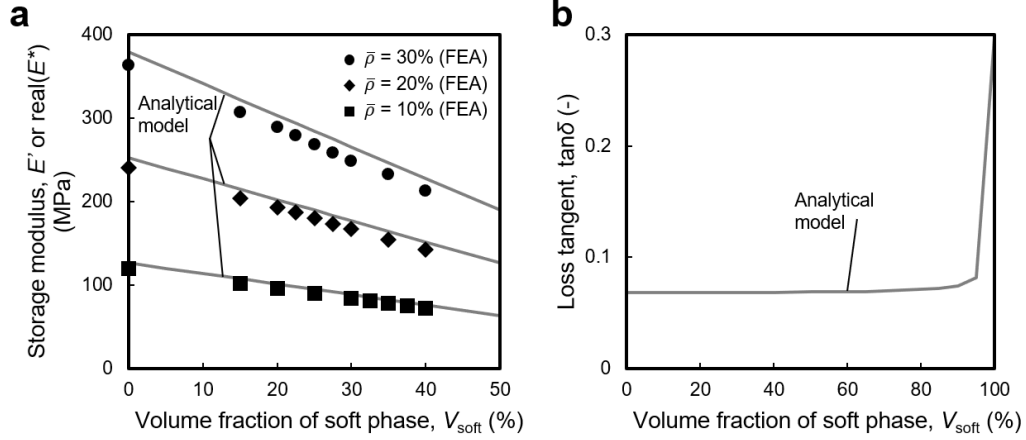 a
Storage modulus, E' or real(E*)
(MPa)
400
300
200
100
0
ρ̄ = 30% (FEA)
ρ̄ = 20% (FEA)
ρ̄ = 10% (FEA)
Analytical
model
0 10 20 30 40 50
Volume fraction of soft phase, Vsoft (%)
b
Loss tangent, tanδ (-)
0.3
0.2
0.1
0
Analytical
model
0 20 40 60 80 100
Volume fraction of soft phase, Vsoft (%)